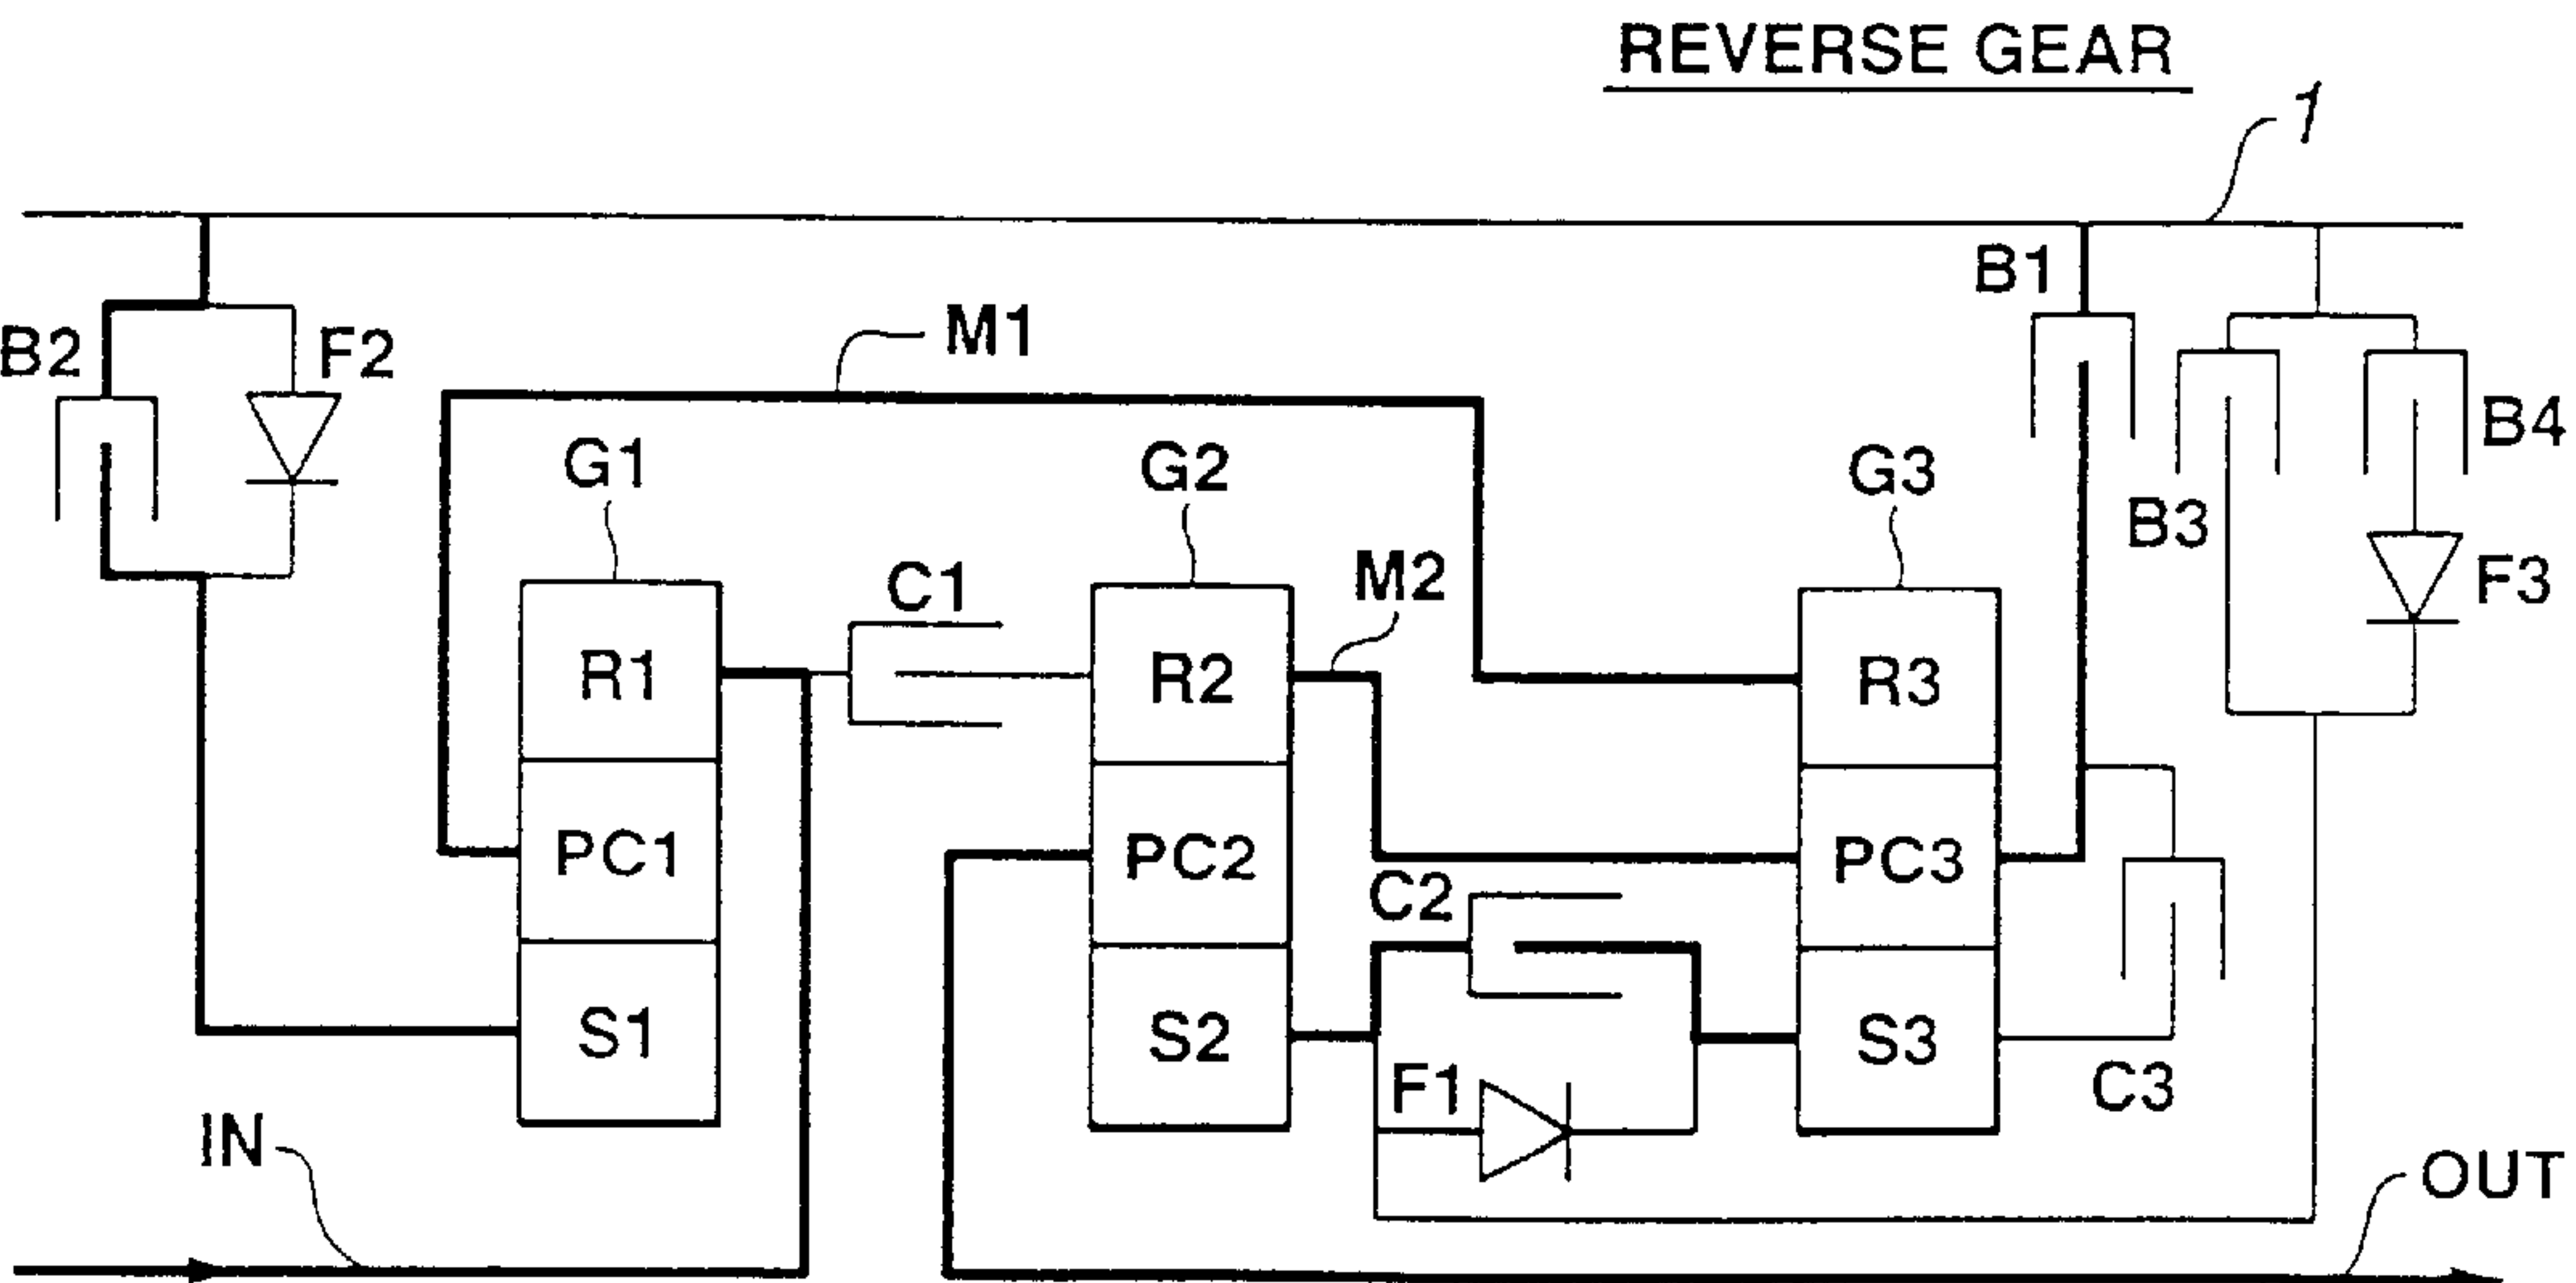 REVERSE GEAR
1
B1
B2
F2
M1
B4
G1
G2
G3
B3
C1
M2
F3
R1
R2
R3
PC1
PC2
PC3
C2
S1
S2
S3
F1
C3
IN
OUT